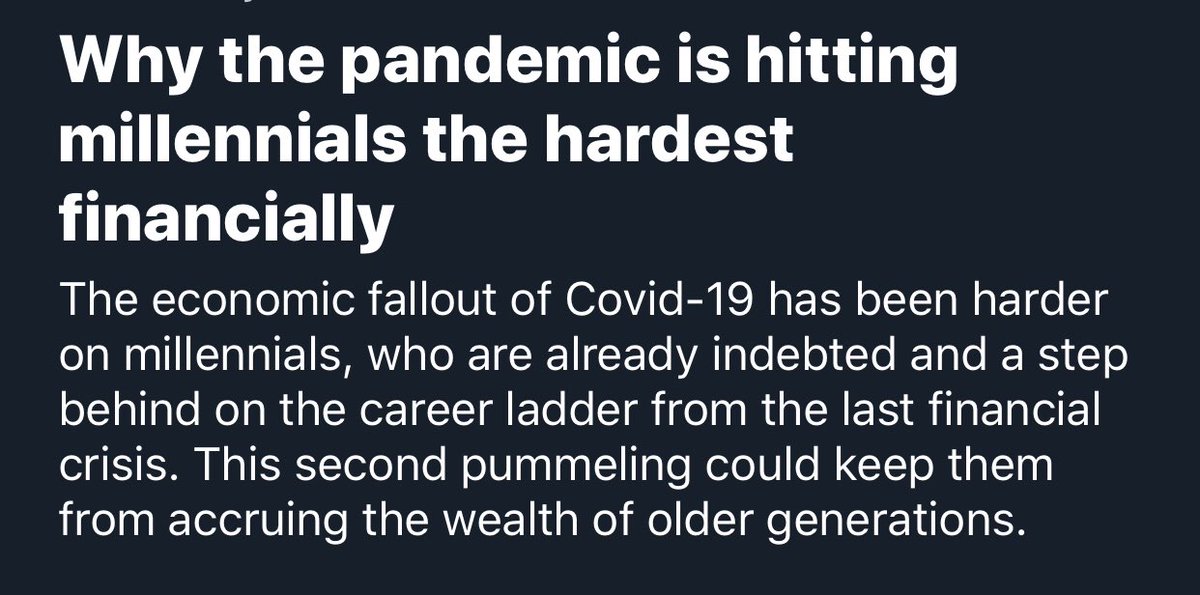 Why the pandemic is hitting
millennials the hardest
financially
The economic fallout of Covid-19 has been harder
on millennials, who are already indebted and a step
behind on the career ladder from the last financial
crisis. This second pummeling could keep them
from accruing the wealth of older generations.